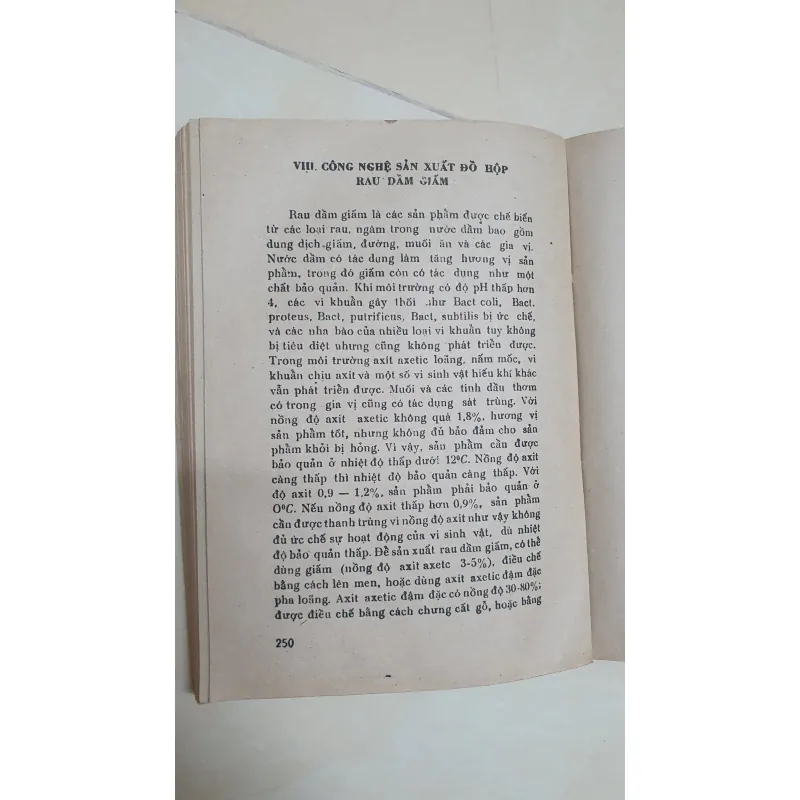 VIII. CÔNG NGHỆ SẢN XUẤT ĐỒ HỘP
RAU DẦM GIẤM
Rau dầm giấm là các sản phẩm được chế biến
từ các loại rau, ngâm trong nước dầm bao gồm
dung dịch giấm, đường, muối ăn và các gia vị.
Nước dầm có tác dụng làm tăng hương vị sản
phẩm, trong đó giấm còn có tác dụng như một
chất bảo quản. Khi môi trường có độ pH thấp hơn
4, các vi khuẩn gây thối như Bact coli, Bact.
proteus, Bact, putrificus, Bact, subtilis bị ức chế,
và các nha bào của nhiều loại vi khuẩn tuy không
bị tiêu diệt nhưng cũng không phát triển được.
Trong môi trường axit axetic loãng, nấm mốc, vi
khuẩn chịu axit và một số vi sinh vật hiếu khí khác
vẫn phát triển được. Muối và các tinh dầu thơm
có trong gia vị cũng có tác dụng sát trùng. Với
nồng độ axit axetic không quá 1,8%, hương vị
sản phẩm tốt, nhưng không đủ bảo đảm cho sản
phẩm khỏi bị hỏng. Vì vậy, sản phẩm cần được
bảo quản ở nhiệt độ thấp dưới 12ºC. Nồng độ axit
càng thấp thì nhiệt độ bảo quản càng thấp. Với
độ axit 0,9 — 1,2%, sản phẩm phải bảo quản ở
0ºC. Nếu nồng độ axit thấp hơn 0,9%, sản phẩm
cần được thanh trùng vì nồng độ axit như vậy không
đủ ức chế sự hoạt động của vi sinh vật, dù nhiệt
độ bảo quản thấp. Để sản xuất rau dầm giấm, có thể
dùng giấm (nồng độ axit axetc 3-5%), điều chế
bằng cách lên men, hoặc dùng axit axetic đậm đặc
pha loãng. Axit axetic đậm đặc có nồng độ 30-80%;
được điều chế bằng cách chưng cất gỗ, hoặc bằng
250